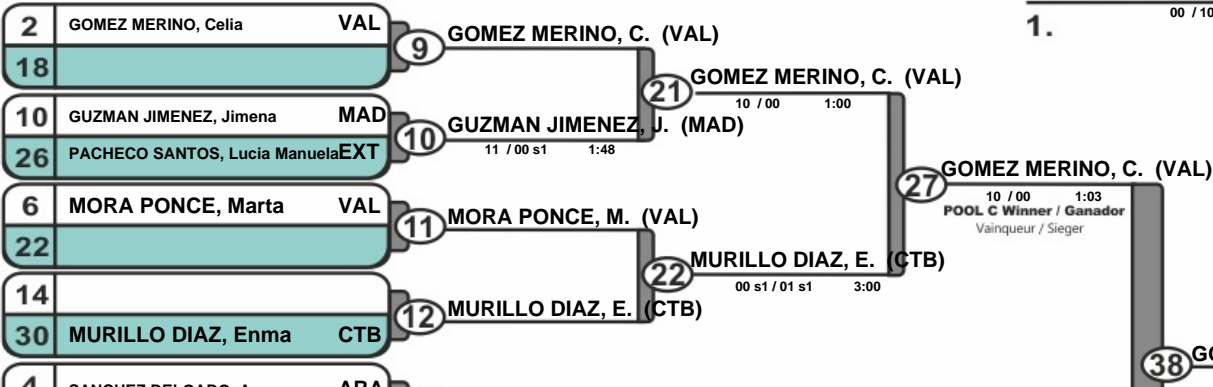 2 GOMEZ MERINO, Celia VAL
18
9 GOMEZ MERINO, C. (VAL)
10 GUZMAN JIMENEZ, Jimena MAD
26 PACHECO SANTOS, Lucia Manuela EXT
10 GUZMAN JIMENEZ, J. (MAD)
11 / 00 s1 1:48
21 GOMEZ MERINO, C. (VAL)
10 / 00 1:00
6 MORA PONCE, Marta VAL
22
11 MORA PONCE, M. (VAL)
14
30 MURILLO DIAZ, Enma CTB
12 MURILLO DIAZ, E. (CTB)
22 MURILLO DIAZ, E. (CTB)
00 s1 / 01 s1 3:00
27 GOMEZ MERINO, C. (VAL)
10 / 00 1:03
POOL C Winner / Ganador
Vainqueur / Sieger
00 / 10
1.
38 GO